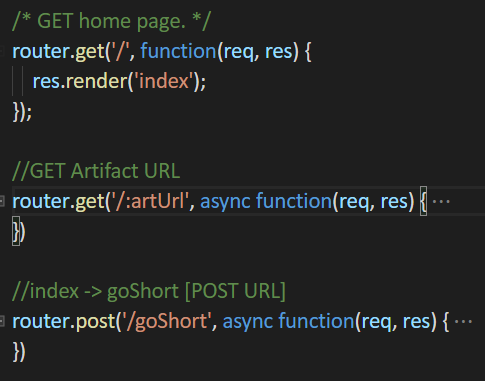 /* GET home page. */
router.get('/', function(req, res) {
  res.render('index');
});

//GET Artifact URL
router.get('/:artUrl', async function(req, res) { ...
})

//index -> goShort [POST URL]
router.post('/goShort', async function(req, res) { ...
})